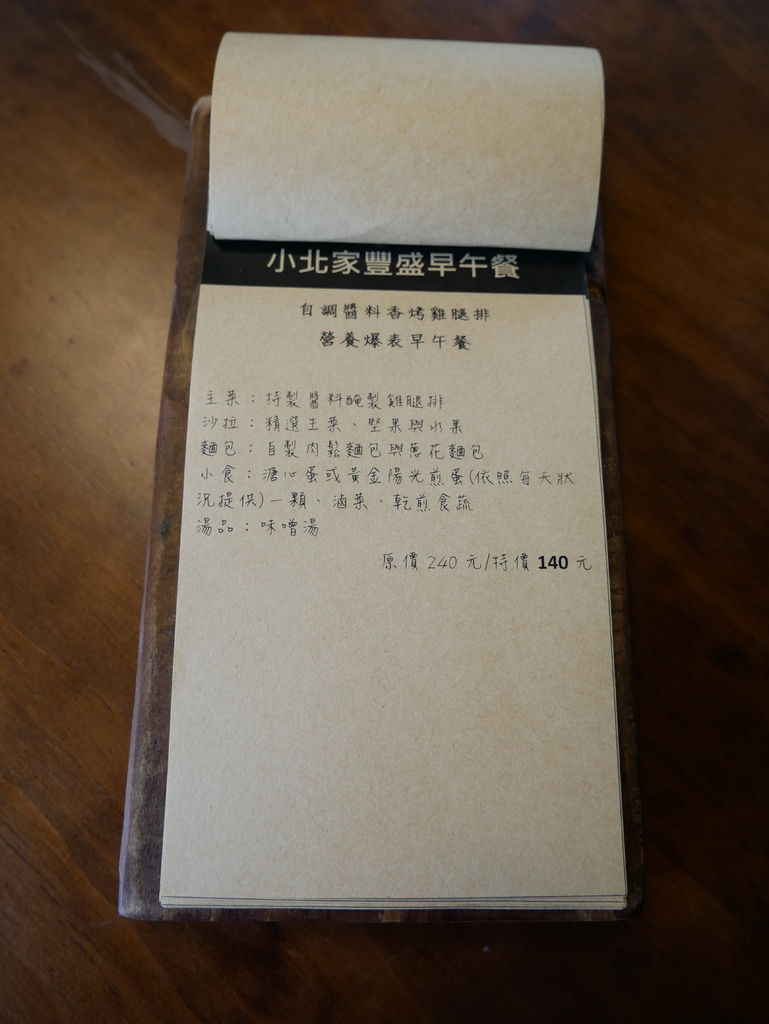 小北家豐盛早午餐
自調醬料香烤雞腿排
營養爆表早午餐
主菜：特製醬料醃製雞腿排
沙拉：精選生菜、堅果與水果
麵包：自製肉鬆麵包與蔥花麵包
小食：溏心蛋或黃金陽光煎蛋(依照每天狀
況提供)一顆、滷菜、乾煎食蔬
湯品：味噌湯
原價 240 元/特價 140 元